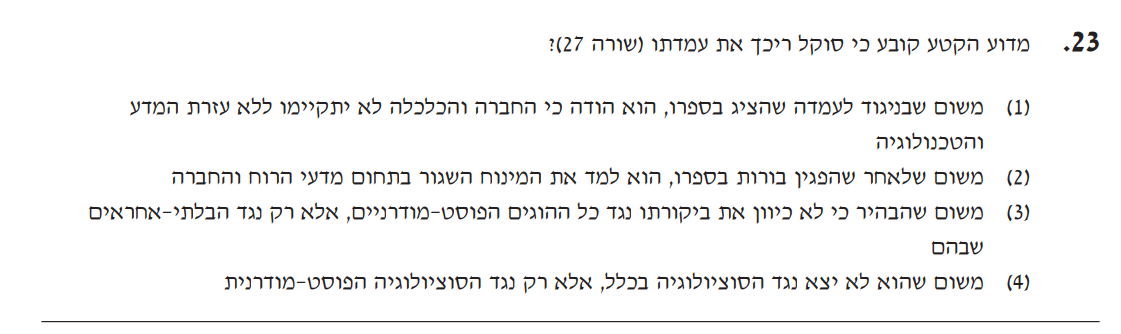 23. מדוע הקטע קובע כי סוקל ריכך את עמדתו (שורה 27)?
(1) משום שבניגוד לעמדה שהציג בספרו, הוא הודה כי החברה והכלכלה לא יתקיימו ללא עזרת המדע
והטכנולוגיה
(2) משום שלאחר שהפגין בורות בספרו, הוא למד את המינוח השגור בתחום מדעי הרוח והחברה
(3) משום שהבהיר כי לא כיוון את ביקורתו נגד כל ההוגים הפוסט-מודרניים, אלא רק נגד הבלתי-אחראים
שבהם
(4) משום שהוא לא יצא נגד הסוציולוגיה בכלל, אלא רק נגד הסוציולוגיה הפוסט-מודרנית